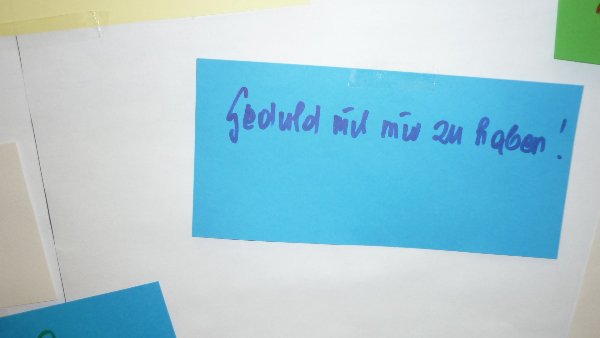 Geduld mit mir zu haben!